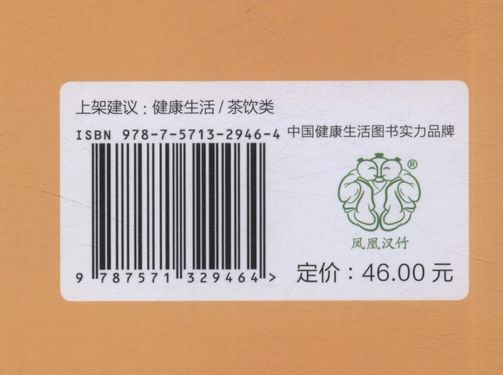 上架建议：健康生活/茶饮类
ISBN 978-7-5713-2946-4
中国健康生活图书实力品牌
®
凤凰汉竹
9 787571 329464>
定价：46.00 元